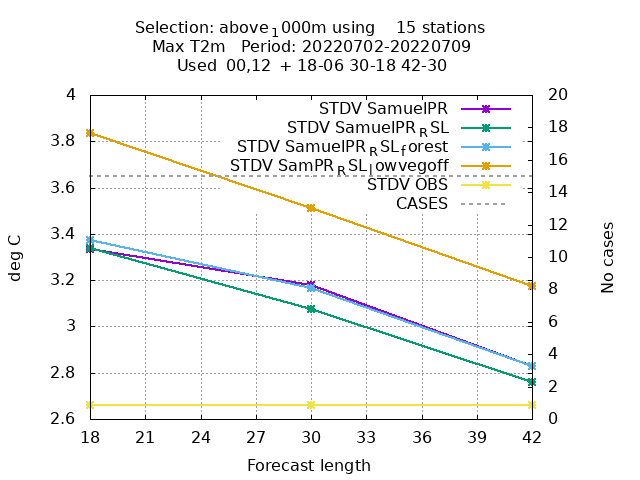 Selection: above₁000m using    15 stations
Max T2m   Period: 20220702-20220709
Used  00,12  + 18-06 30-18 42-30
STDV SamuelPR
STDV SamuelPR_RSL
STDV SamuelPR_RSL_forest
STDV SamPR_RSL_lowvegoff
STDV OBS
CASES
4
3.8
3.6
3.4
3.2
3
2.8
2.6
deg C
20
18
16
14
12
10
8
6
4
2
0
No cases
18 21 24 27 30 33 36 39 42
Forecast length